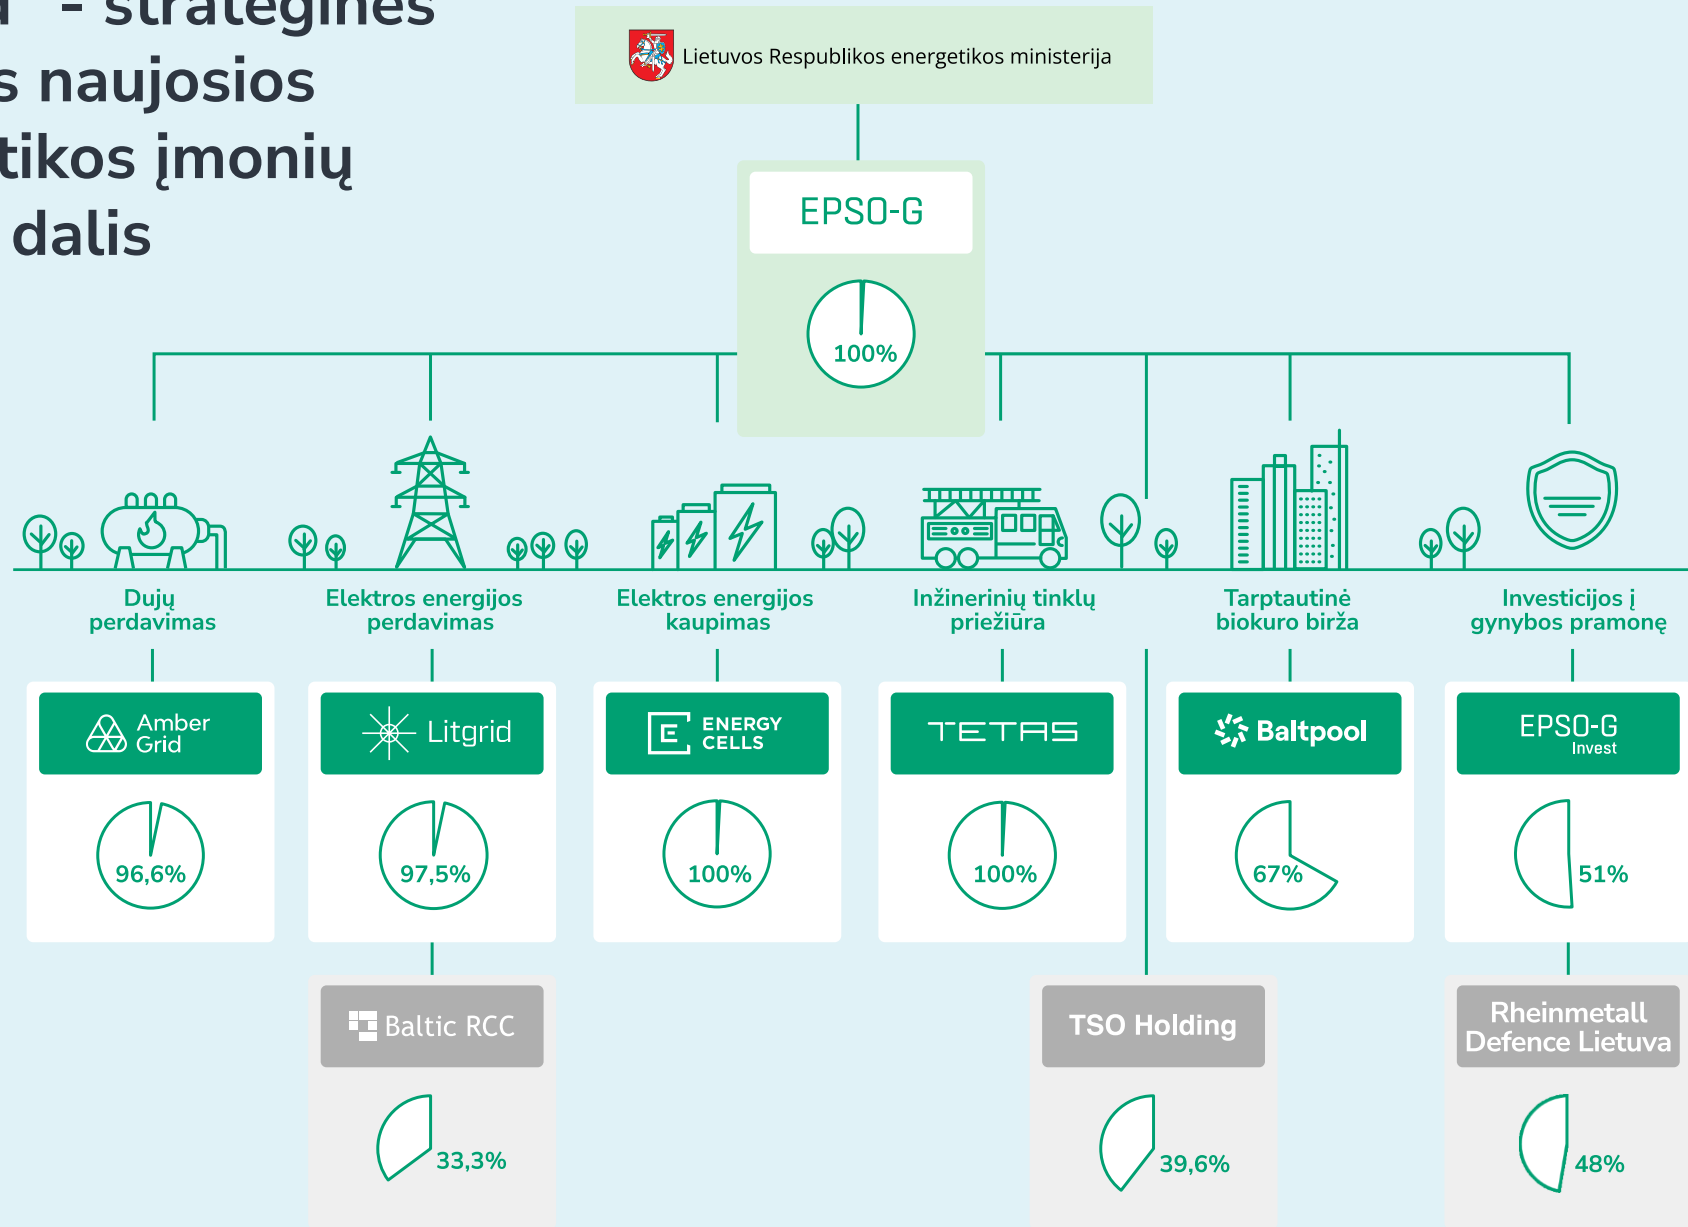 - strateginės
naujosios
įmonių
dalis
Lietuvos Respublikos energetikos ministerija
EPSO-G
100%
Dujų
perdavimas
Elektros energijos
perdavimas
Elektros energijos
kaupimas
Inžinerinių tinklų
priežiūra
Tarptautinė
biokuro birža
Investicijos į
gynybos pramonę
Amber
Grid
96,6%
Litgrid
97,5%
ENERGY
CELLS
100%
TETAS
100%
Baltpool
67%
EPSO-G
Invest
51%
Baltic RCC
33,3%
TSO Holding
39,6%
Rheinmetall
Defence Lietuva
48%